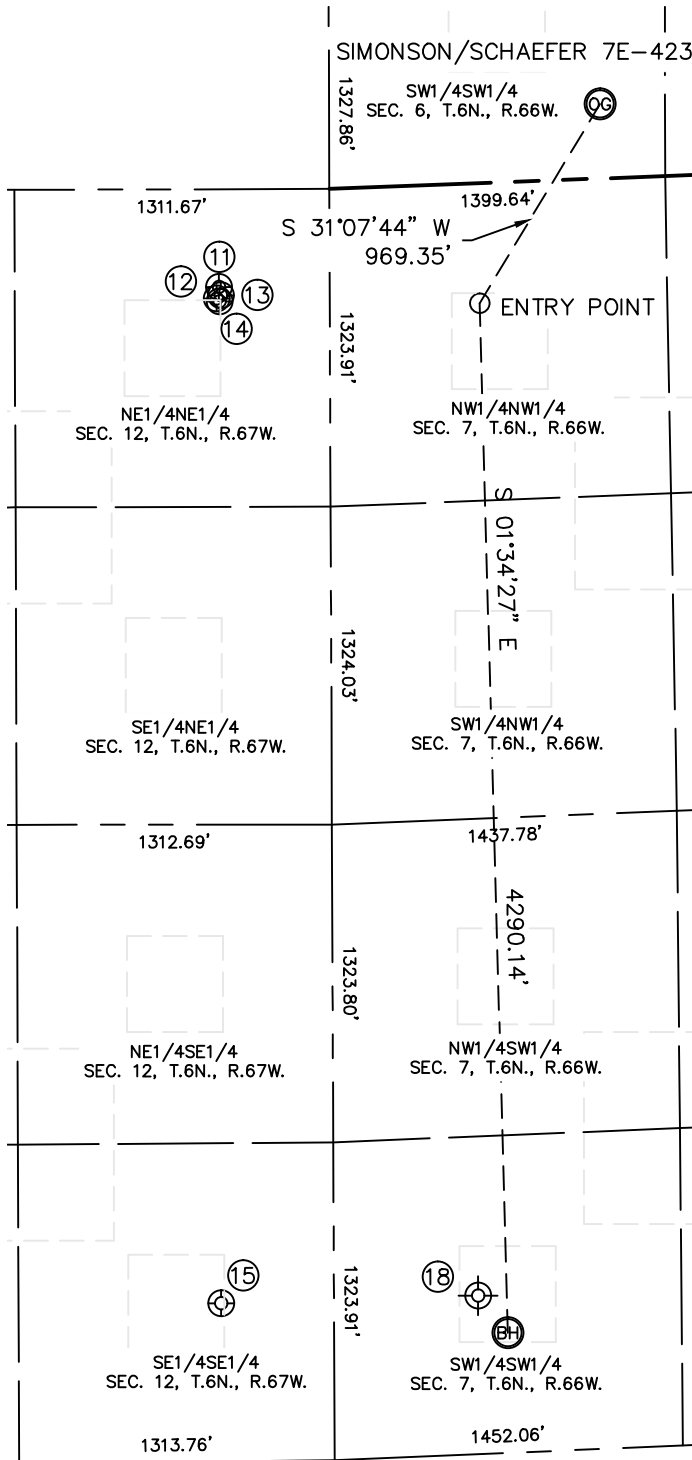 SIMONSON/SCHAEFER 7E-423
1327.86'
SW1/4SW1/4
SEC. 6, T.6N., R.66W.
OG
1311.67'
1399.64'
S 31°07'44" W
969.35'
11
12
13
14
ENTRY POINT
1323.91'
NE1/4NE1/4
SEC. 12, T.6N., R.67W.
NW1/4NW1/4
SEC. 7, T.6N., R.66W.
S 01°34'27" E
1324.03'
SE1/4NE1/4
SEC. 12, T.6N., R.67W.
SW1/4NW1/4
SEC. 7, T.6N., R.66W.
1312.69'
1437.78'
4290.14'
1323.80'
NE1/4SE1/4
SEC. 12, T.6N., R.67W.
NW1/4SW1/4
SEC. 7, T.6N., R.66W.
15
18
1323.91'
BH
SE1/4SE1/4
SEC. 12, T.6N., R.67W.
SW1/4SW1/4
SEC. 7, T.6N., R.66W.
1313.76'
1452.06'